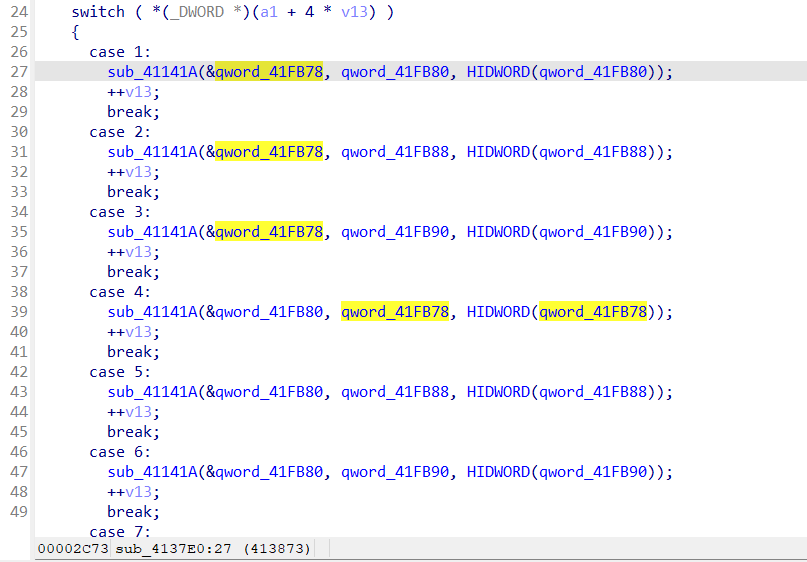 24 switch ( *(_DWORD *)(a1 + 4 * v13) )
25 {
26 case 1:
27 sub_41141A(&qword_41FB78, qword_41FB80, HIDWORD(qword_41FB80));
28 ++v13;
29 break;
30 case 2:
31 sub_41141A(&qword_41FB78, qword_41FB88, HIDWORD(qword_41FB88));
32 ++v13;
33 break;
34 case 3:
35 sub_41141A(&qword_41FB78, qword_41FB90, HIDWORD(qword_41FB90));
36 ++v13;
37 break;
38 case 4:
39 sub_41141A(&qword_41FB80, qword_41FB78, HIDWORD(qword_41FB78));
40 ++v13;
41 break;
42 case 5:
43 sub_41141A(&qword_41FB80, qword_41FB88, HIDWORD(qword_41FB88));
44 ++v13;
45 break;
46 case 6:
47 sub_41141A(&qword_41FB80, qword_41FB90, HIDWORD(qword_41FB90));
48 ++v13;
49 break;
case 7:
00002C73 sub_4137E0:27 (413873)